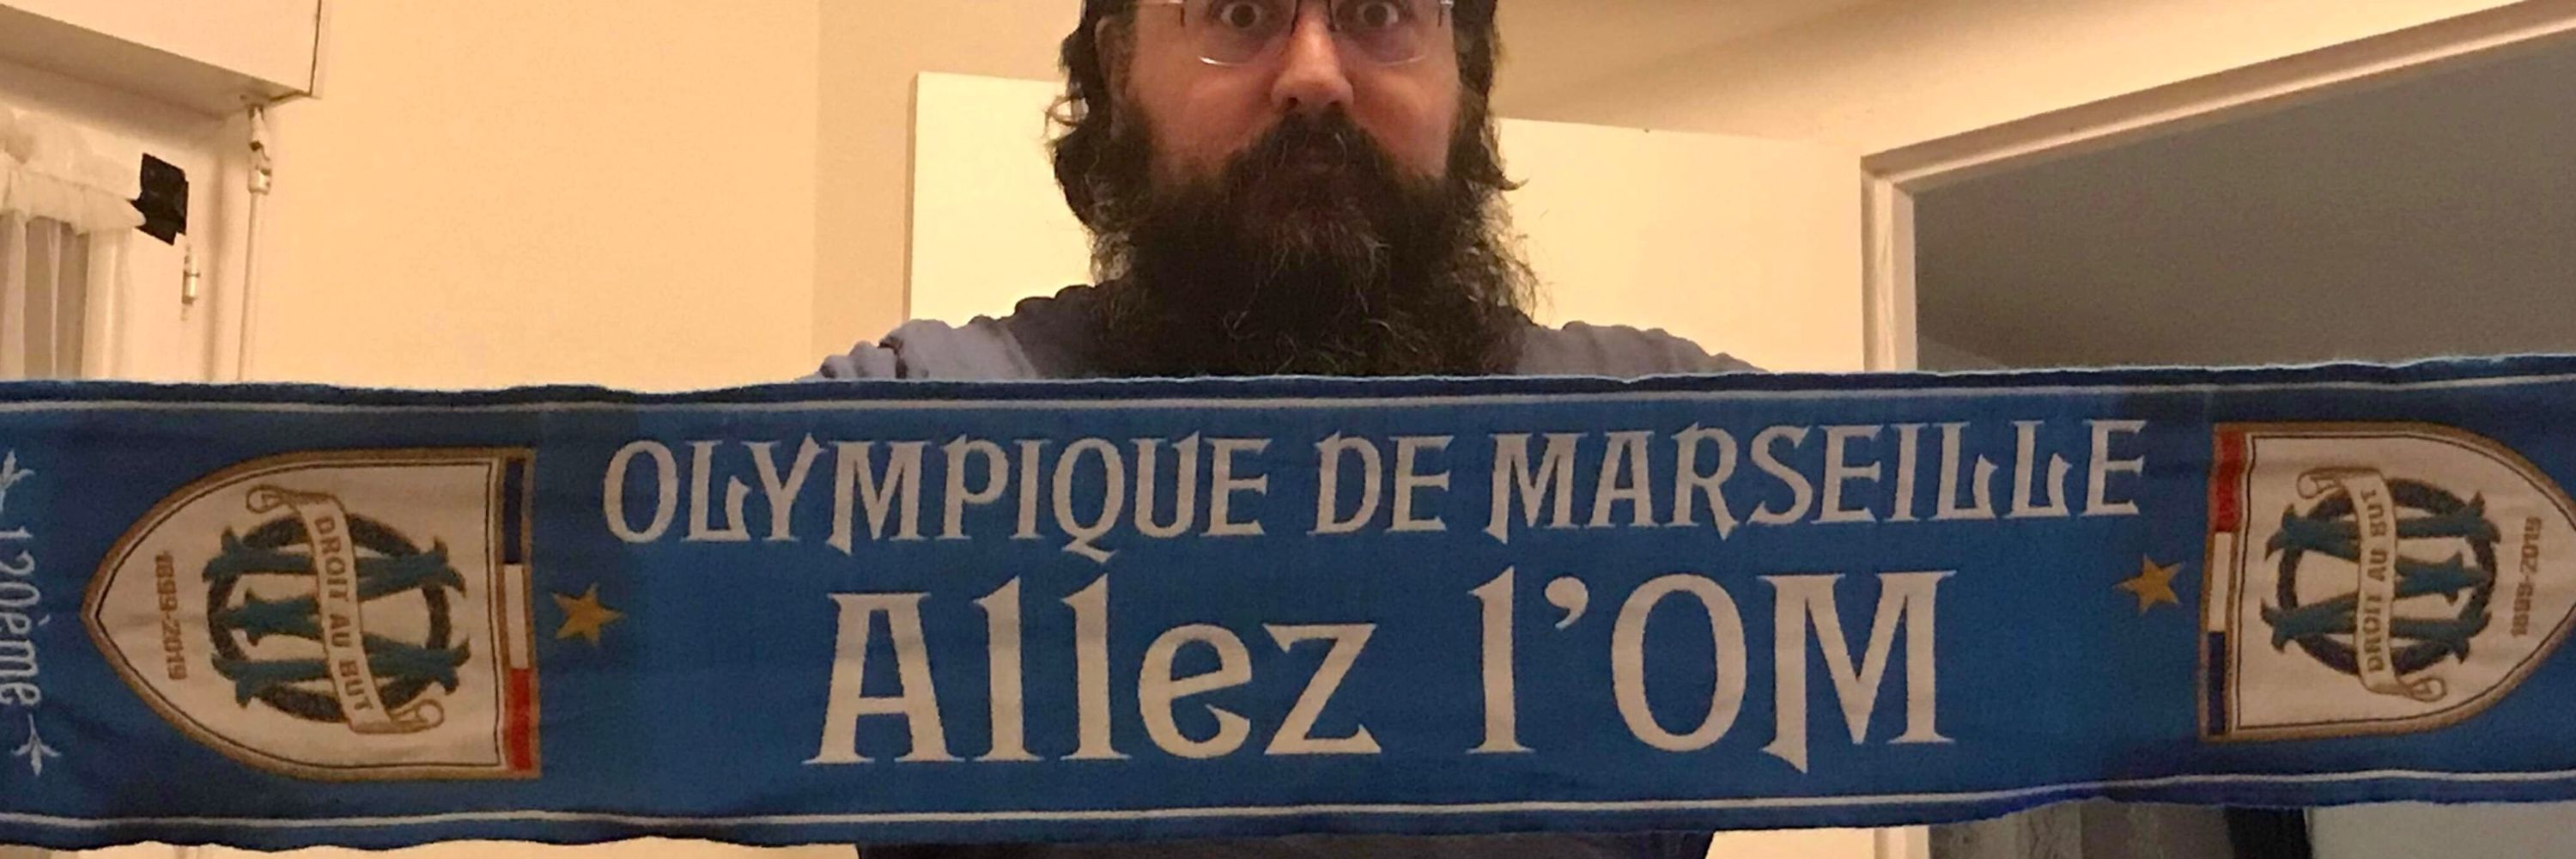 OLYMPIQUE DE MARSEILLE
Allez l'OM
120ème
DROIT AU BUT
1899-2019
DROIT AU BUT
1899-2019